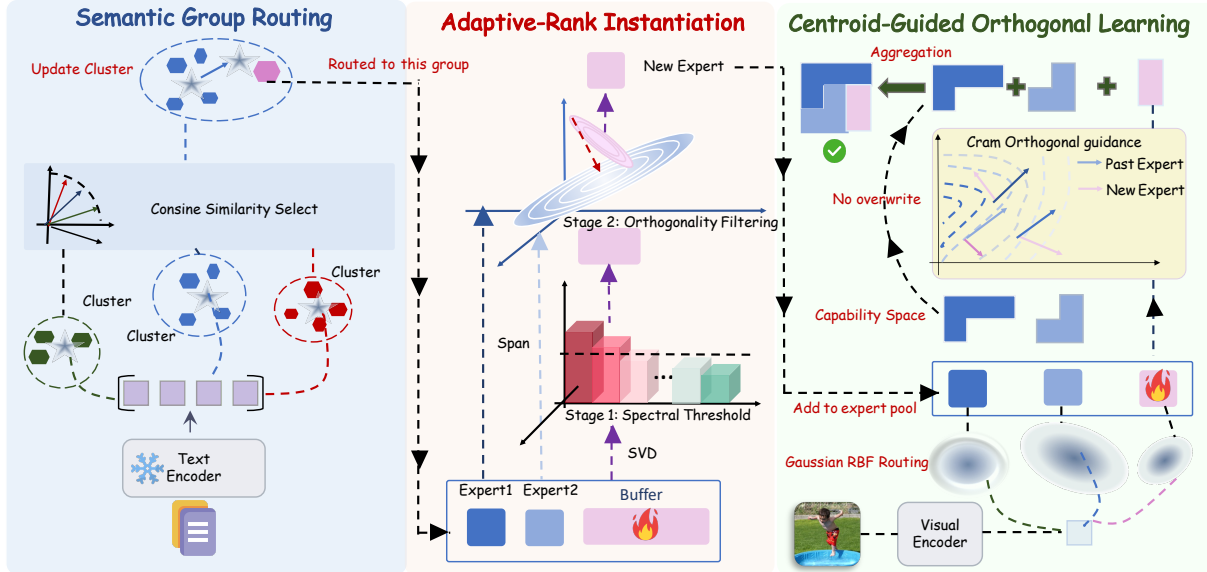 Semantic Group Routing
Update Cluster
Routed to this group
Consine Similarity Select
Cluster
Cluster
Cluster
Text
Encoder
Adaptive-Rank Instantiation
New Expert
Stage 2: Orthogonality Filtering
Span
Stage 1: Spectral Threshold
SVD
Expert1
Expert2
Buffer
Centroid-Guided Orthogonal Learning
Aggregation
Cram Orthogonal guidance
Past Expert
New Expert
No overwrite
Capability Space
Add to expert pool
Gaussian RBF Routing
Visual
Encoder